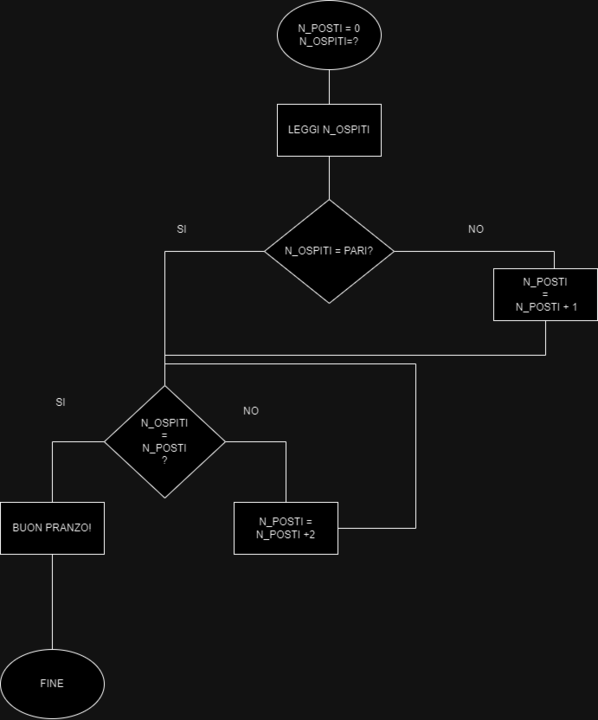 N_POSTI = 0
N_OSPITI=?
LEGGI N_OSPITI
SI
NO
N_OSPITI = PARI?
N_POSTI
=
N_POSTI + 1
SI
NO
N_OSPITI
=
N_POSTI
?
BUON PRANZO!
N_POSTI =
N_POSTI +2
FINE